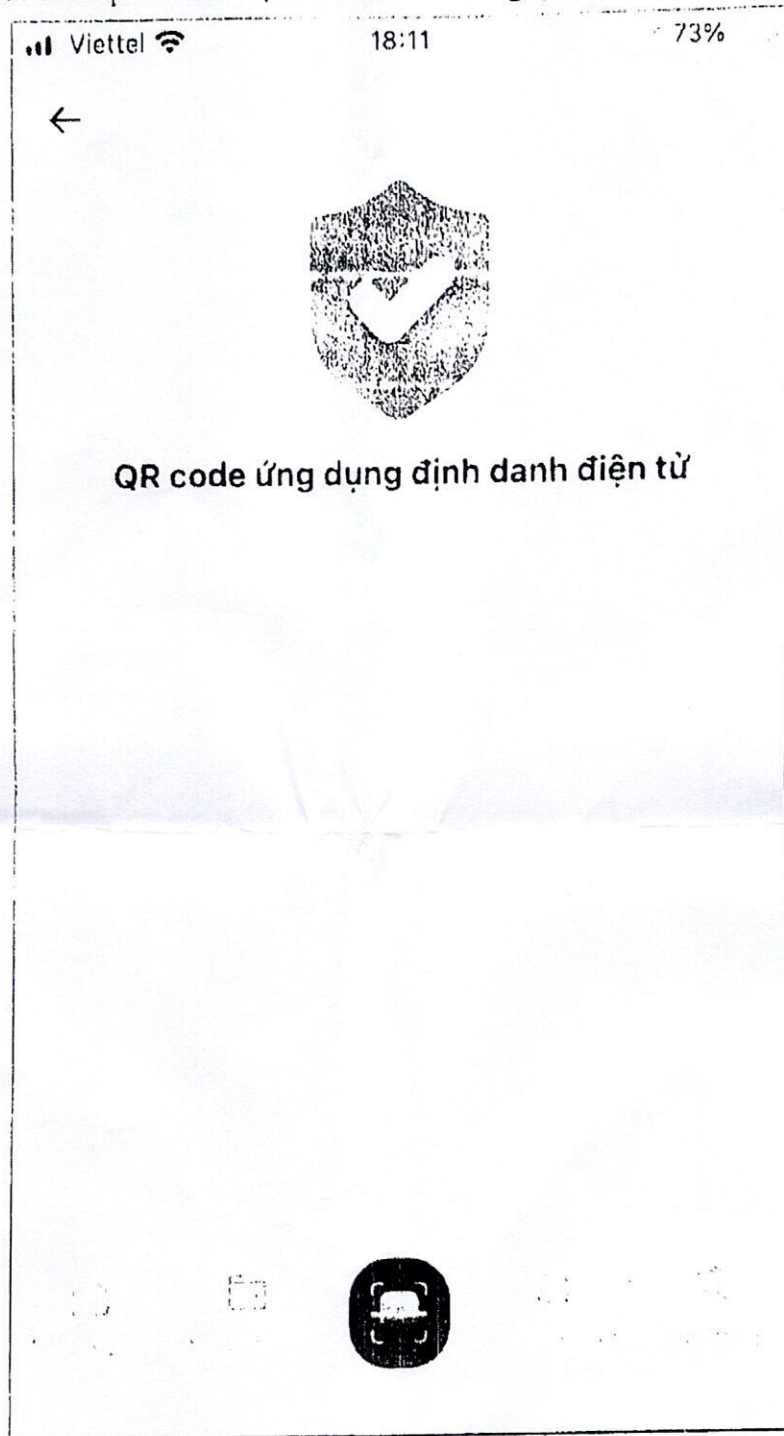 Viettel 18:11 73%
QR code ứng dụng định danh điện tử